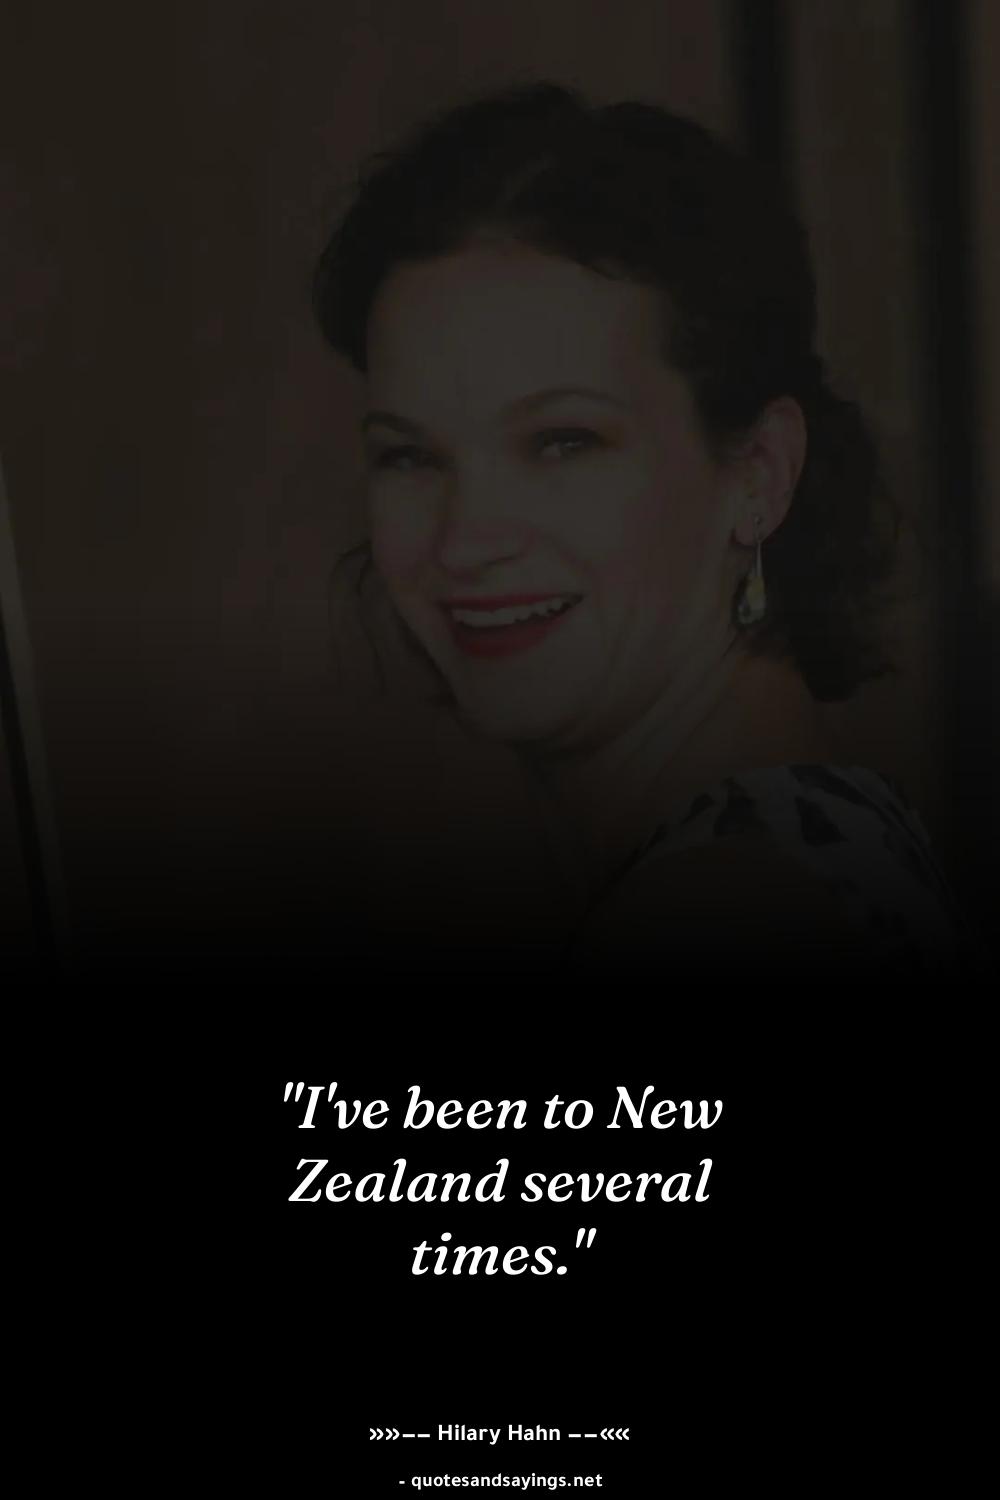 "I've been to New
Zealand several
times."
»»−− Hilary Hahn −−««
- quotesandsayings.net